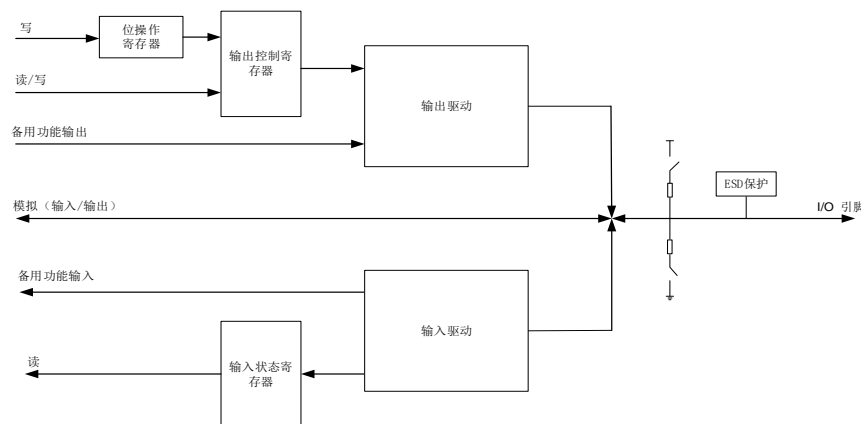 写
位操作
寄存器
输出控制寄
存器
读/写
输出驱动
备用功能输出
ESD保护
模拟（输入/输出）
I/O 引脚
备用功能输入
输入驱动
读
输入状态寄
存器